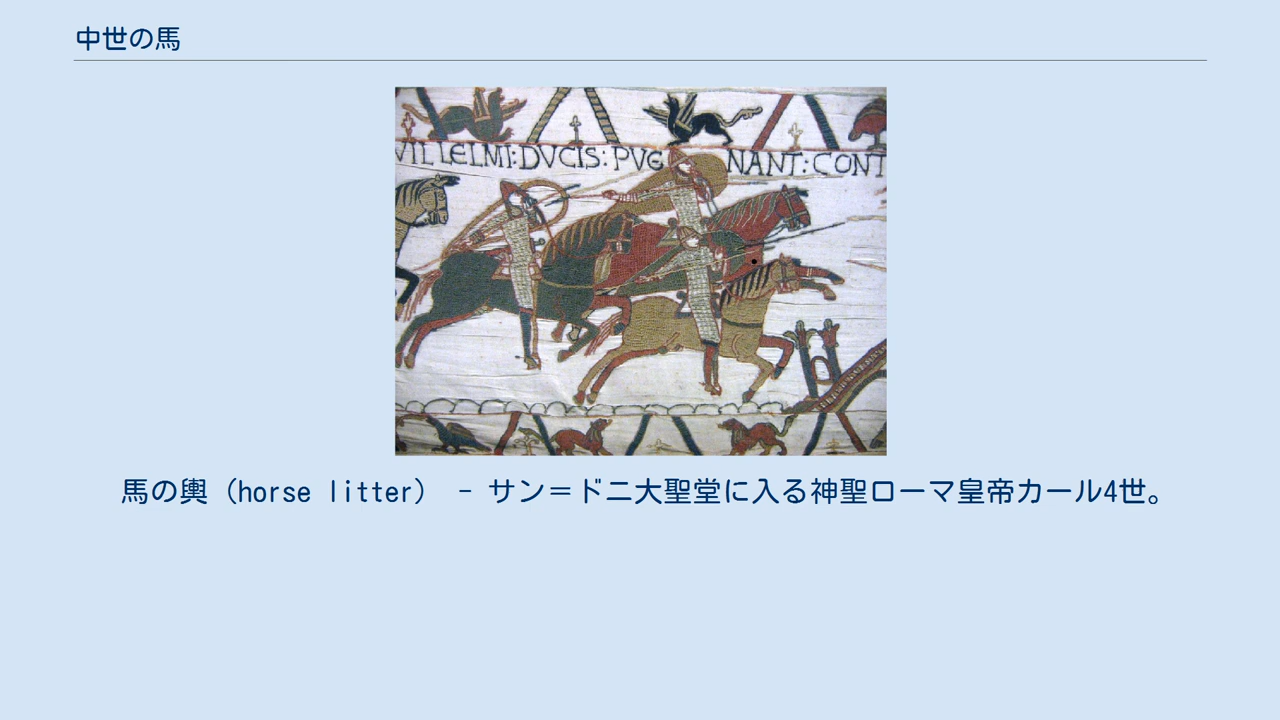 中世の馬
VILLELMI:DVCIS:PVG NANT:CONT
馬の輿（horse litter） - サン＝ドニ大聖堂に入る神聖ローマ皇帝カール4世。